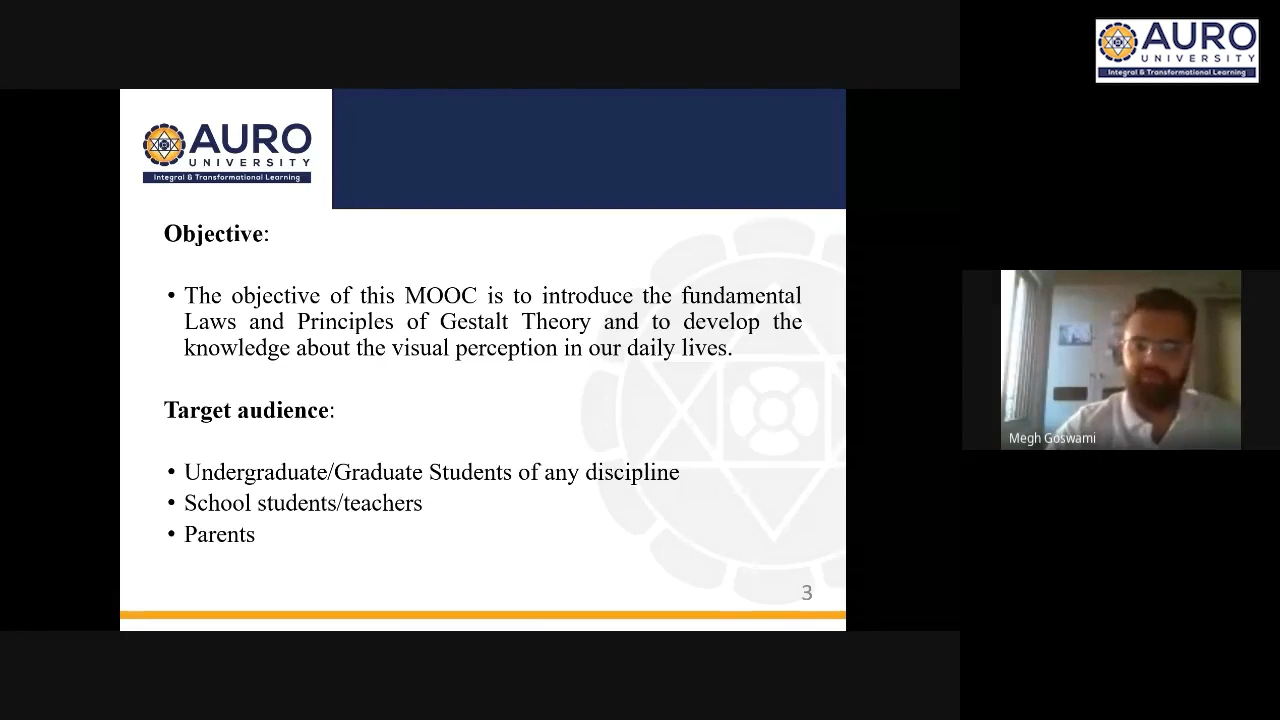 AURO
UNIVERSITY
Integral & Transformational Learning
AURO
UNIVERSITY
Integral & Transformational Learning
Objective:
• The objective of this MOOC is to introduce the fundamental
Laws and Principles of Gestalt Theory and to develop the
knowledge about the visual perception in our daily lives.
Target audience:
• Undergraduate/Graduate Students of any discipline
• School students/teachers
• Parents
3
Megh Goswami